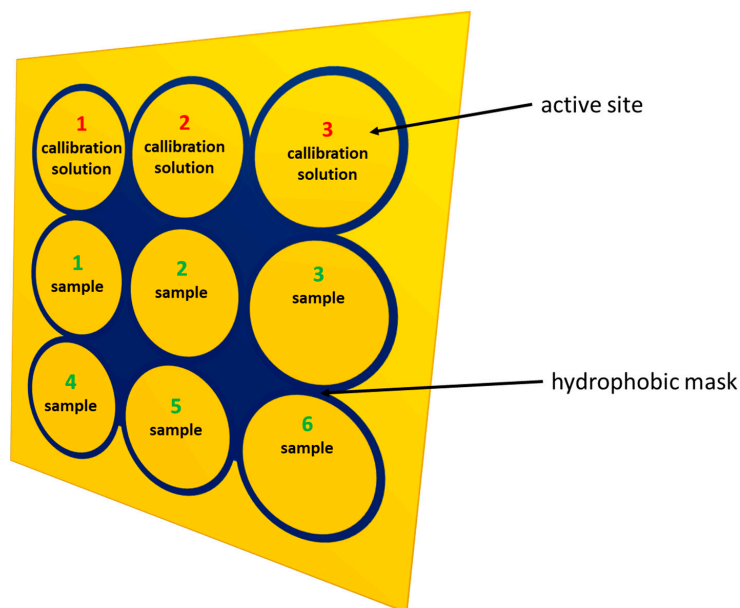 1
callibration
solution
2
callibration
solution
3
callibration
solution
active site
1
sample
2
sample
3
sample
hydrophobic mask
4
sample
5
sample
6
sample